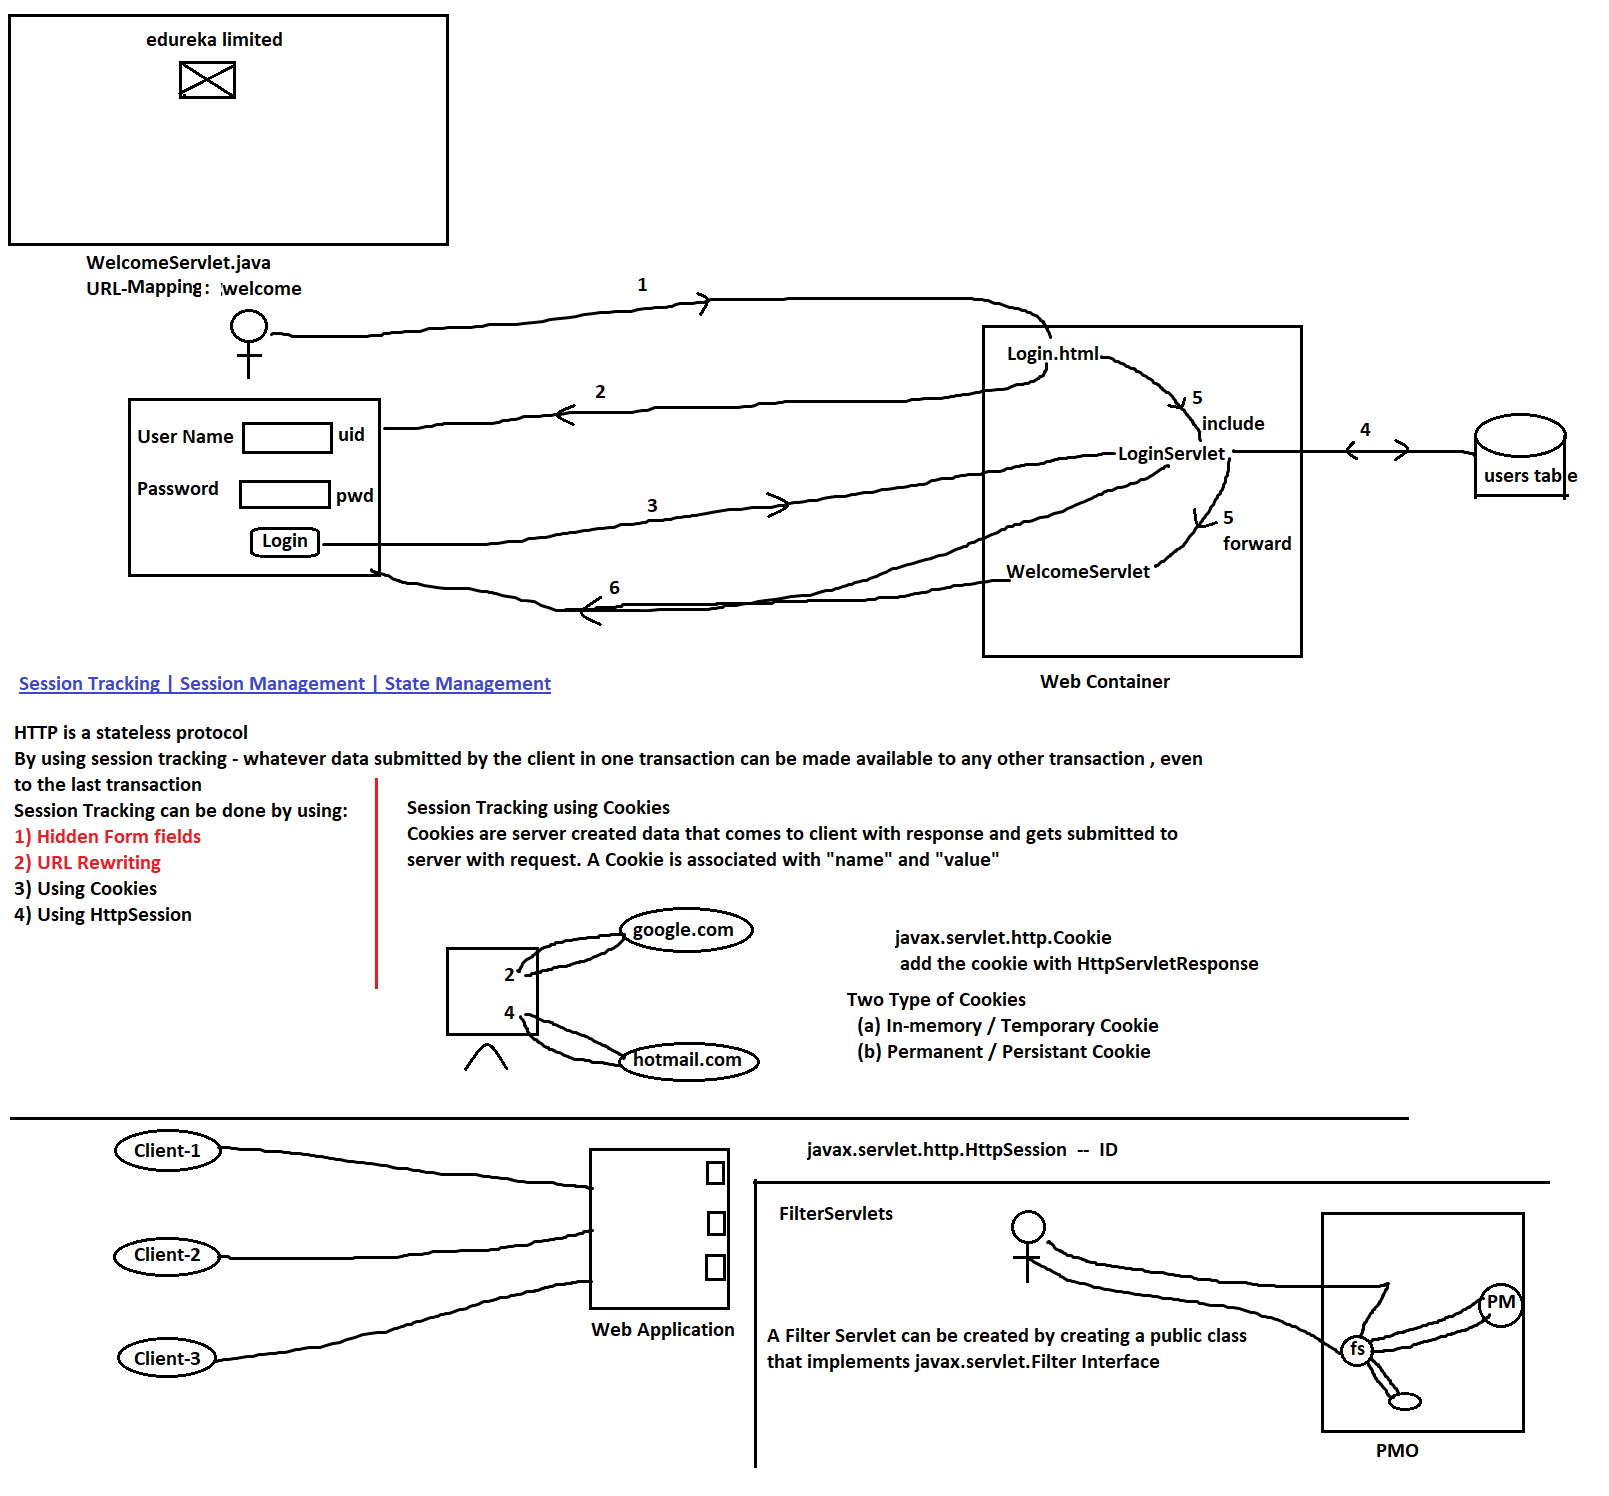 edureka limited
WelcomeServlet.java
URL-Mapping: welcome
1
Login.html
2
5
include
User Name
uid
4
LoginServlet
users table
Password
pwd
3
5
forward
Login
WelcomeServlet
6
Web Container
Session Tracking | Session Management | State Management
HTTP is a stateless protocol
By using session tracking - whatever data submitted by the client in one transaction can be made available to any other transaction , even
to the last transaction
Session Tracking can be done by using:
1) Hidden Form fields
2) URL Rewriting
3) Using Cookies
4) Using HttpSession
Session Tracking using Cookies
Cookies are server created data that comes to client with response and gets submitted to
server with request. A Cookie is associated with "name" and "value"
google.com
2
4
hotmail.com
javax.servlet.http.Cookie
add the cookie with HttpServletResponse
Two Type of Cookies
(a) In-memory / Temporary Cookie
(b) Permanent / Persistant Cookie
Client-1
Client-2
Client-3
Web Application
javax.servlet.http.HttpSession -- ID
FilterServlets
A Filter Servlet can be created by creating a public class
that implements javax.servlet.Filter Interface
PM
fs
PMO